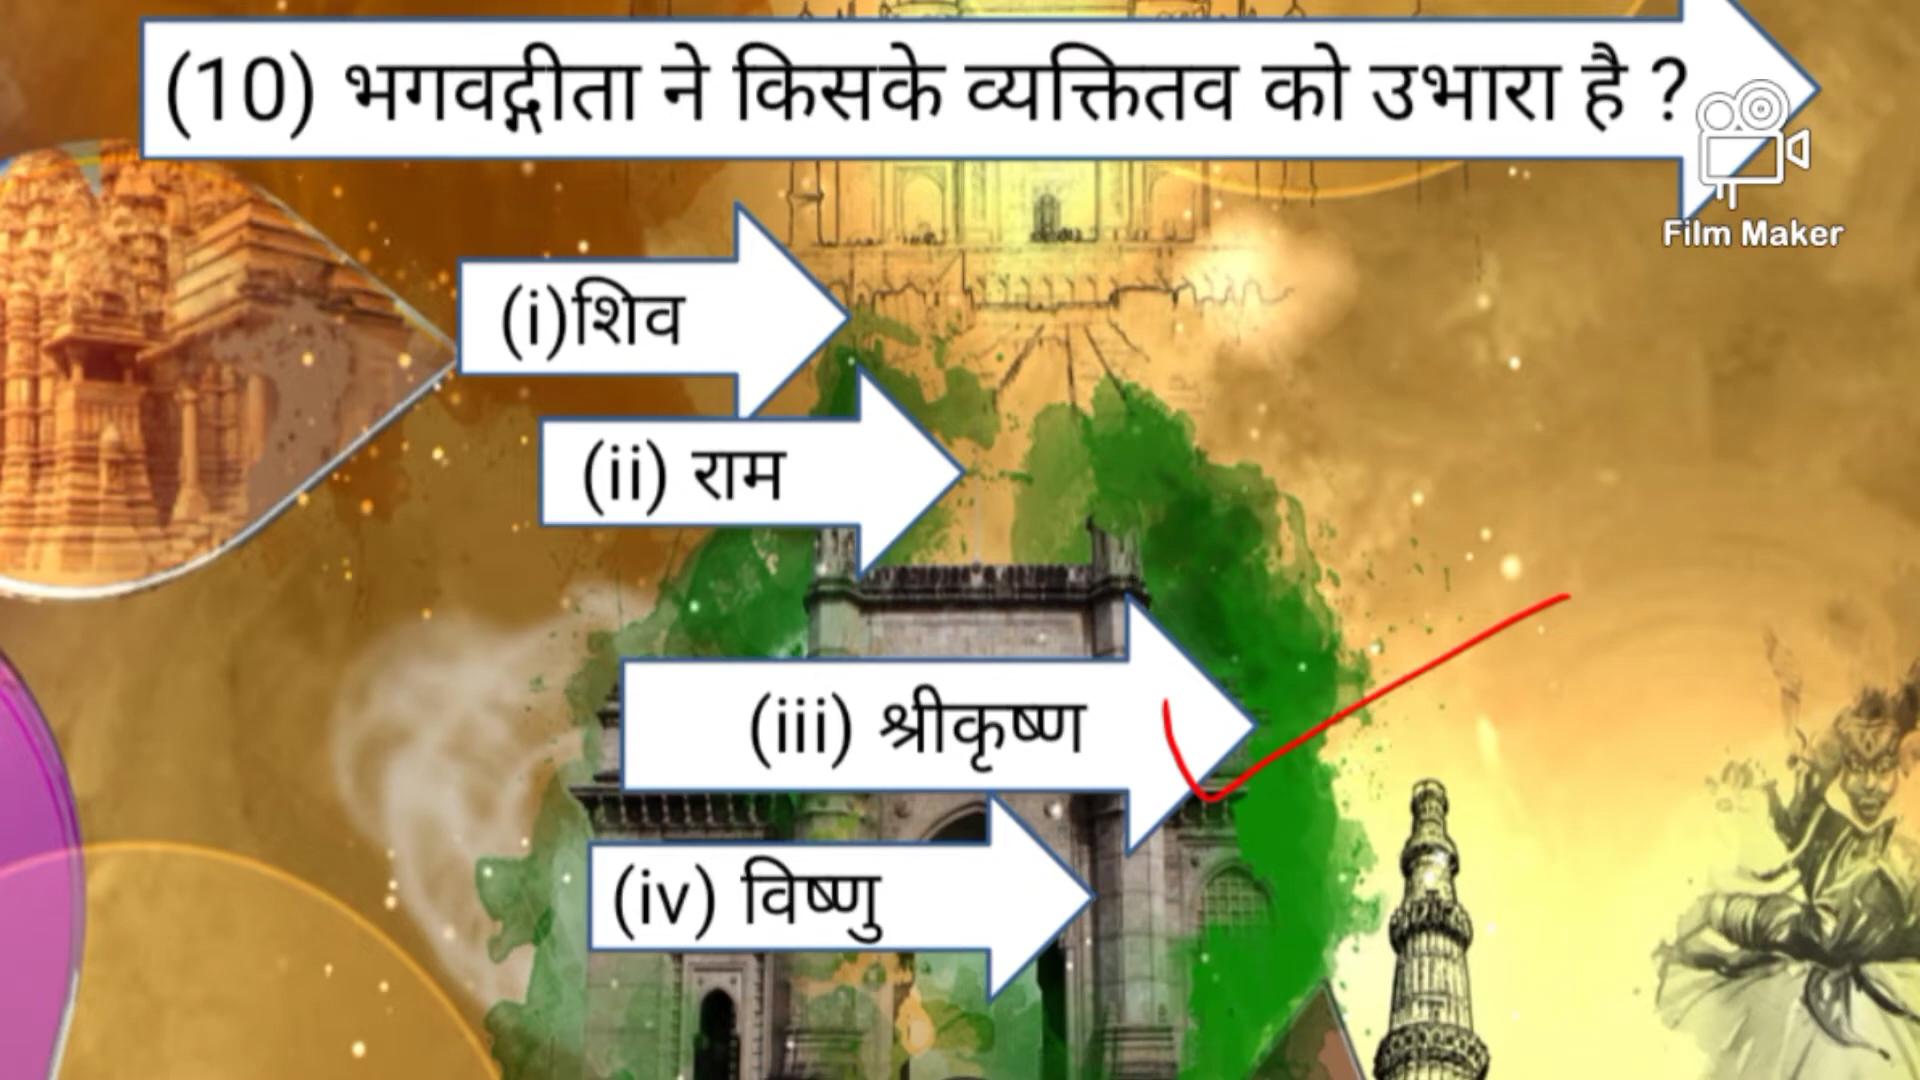 (10) भगवद्गीता ने किसके व्यक्तितव को उभारा है ?
Film Maker
(i)शिव
(ii) राम
(iii) श्रीकृष्ण
(iv) विष्णु